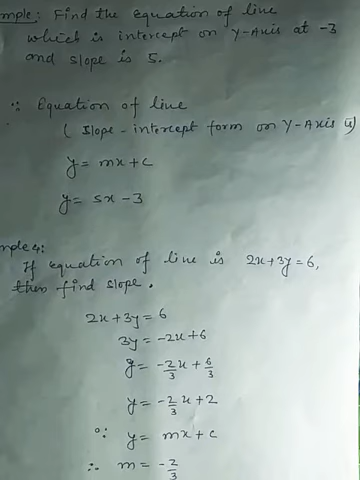 mple: Find the equation of line
which is intercept on Y-Axis at -3
and slope is 5.
∵ Equation of line
( Slope-intercept form on Y-Axis is)
y = mx + c
y = 5x - 3
mple 4:
If equation of line is 2x+3y=6,
then find slope.
2x+3y = 6
3y = -2x+6
y = -2/3 x + 6/3
y = -2/3 x + 2
∵ y = mx + c
∴ m = -2/3